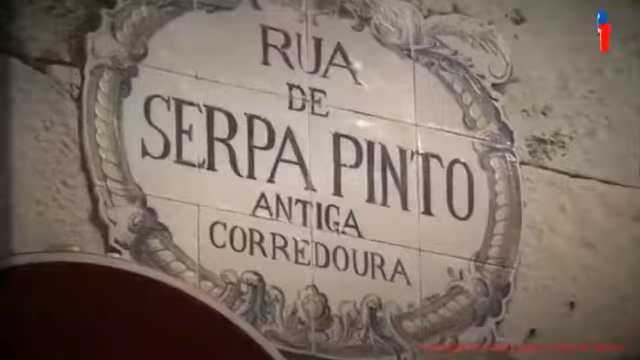 RUA
DE
SERPA PINTO
ANTIGA
CORREDOURA